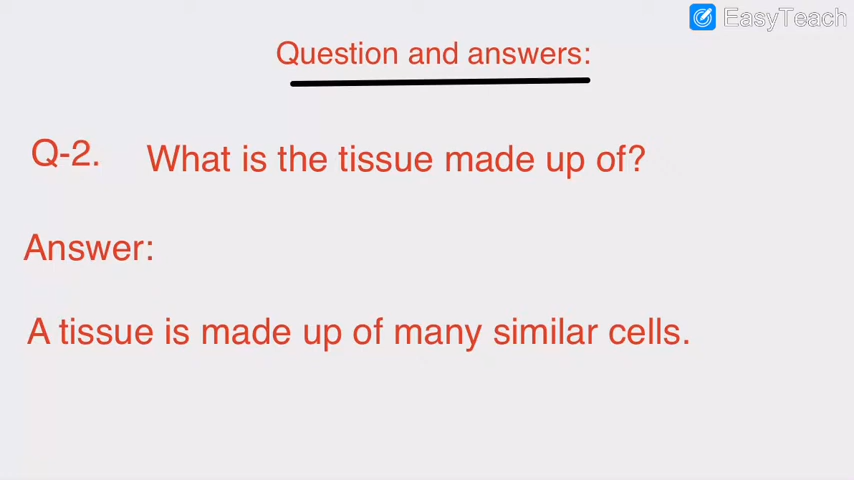 EasyTeach
Question and answers:
Q-2. What is the tissue made up of?
Answer:
A tissue is made up of many similar cells.